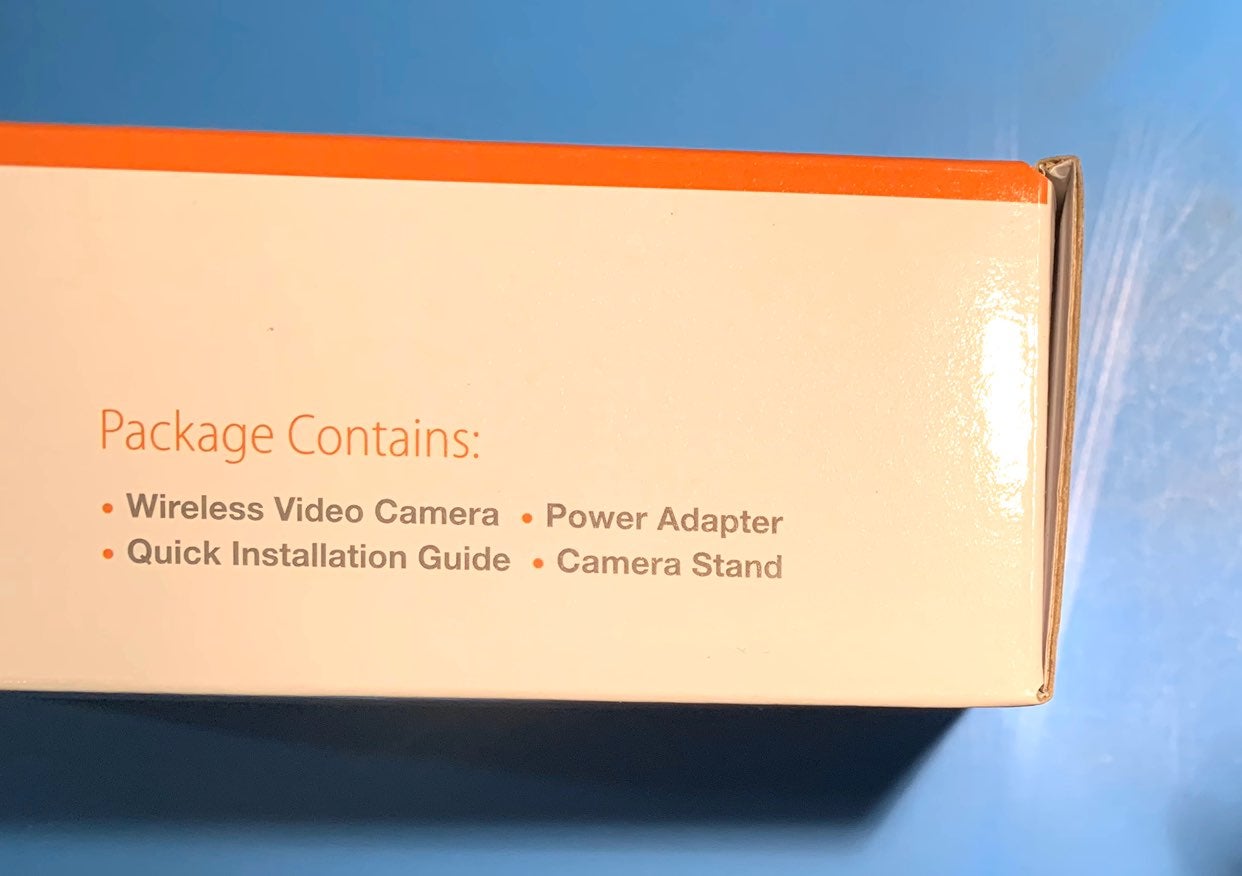 Package Contains:
• Wireless Video Camera • Power Adapter
• Quick Installation Guide • Camera Stand